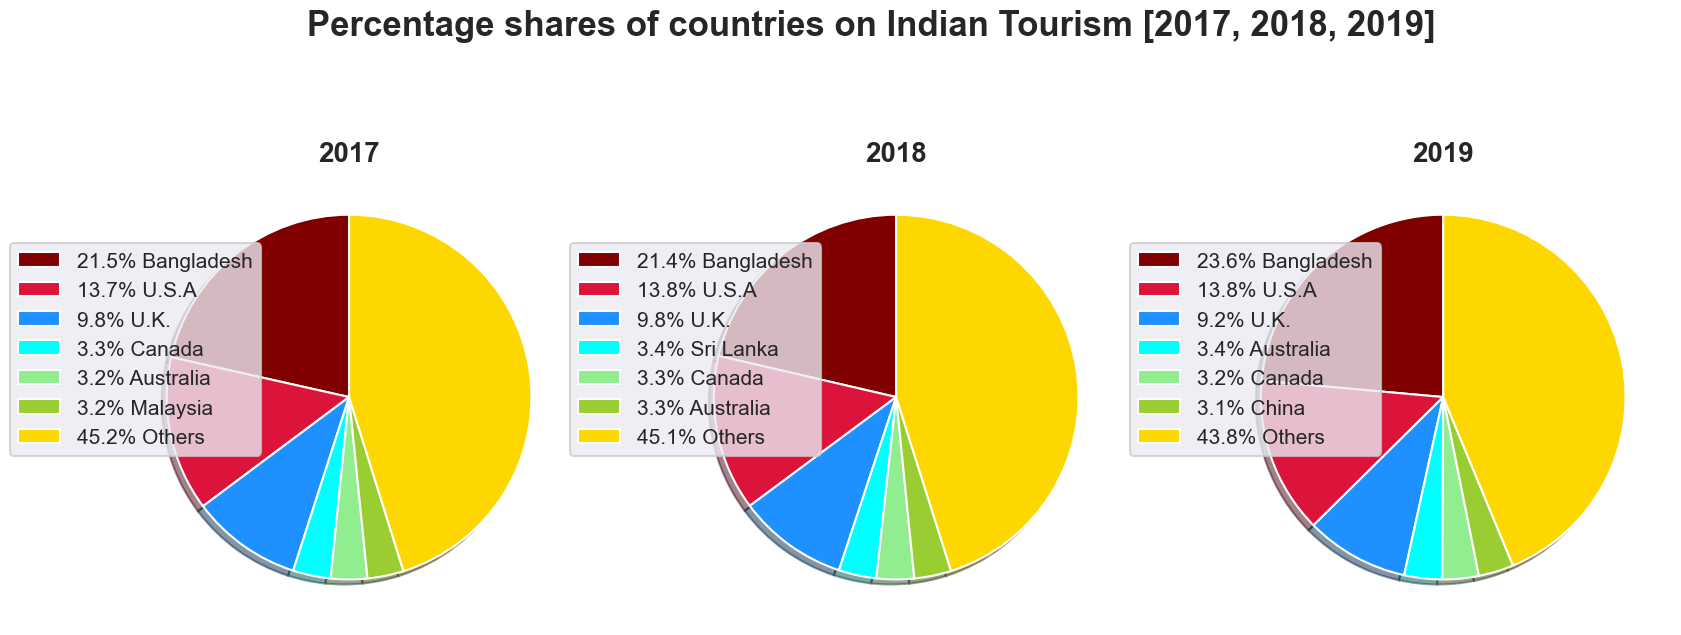 Percentage shares of countries on Indian Tourism [2017, 2018, 2019]
2017
21.5% Bangladesh
13.7% U.S.A
9.8% U.K.
3.3% Canada
3.2% Australia
3.2% Malaysia
45.2% Others
2018
21.4% Bangladesh
13.8% U.S.A
9.8% U.K.
3.4% Sri Lanka
3.3% Canada
3.3% Australia
45.1% Others
2019
23.6% Bangladesh
13.8% U.S.A
9.2% U.K.
3.4% Australia
3.2% Canada
3.1% China
43.8% Others